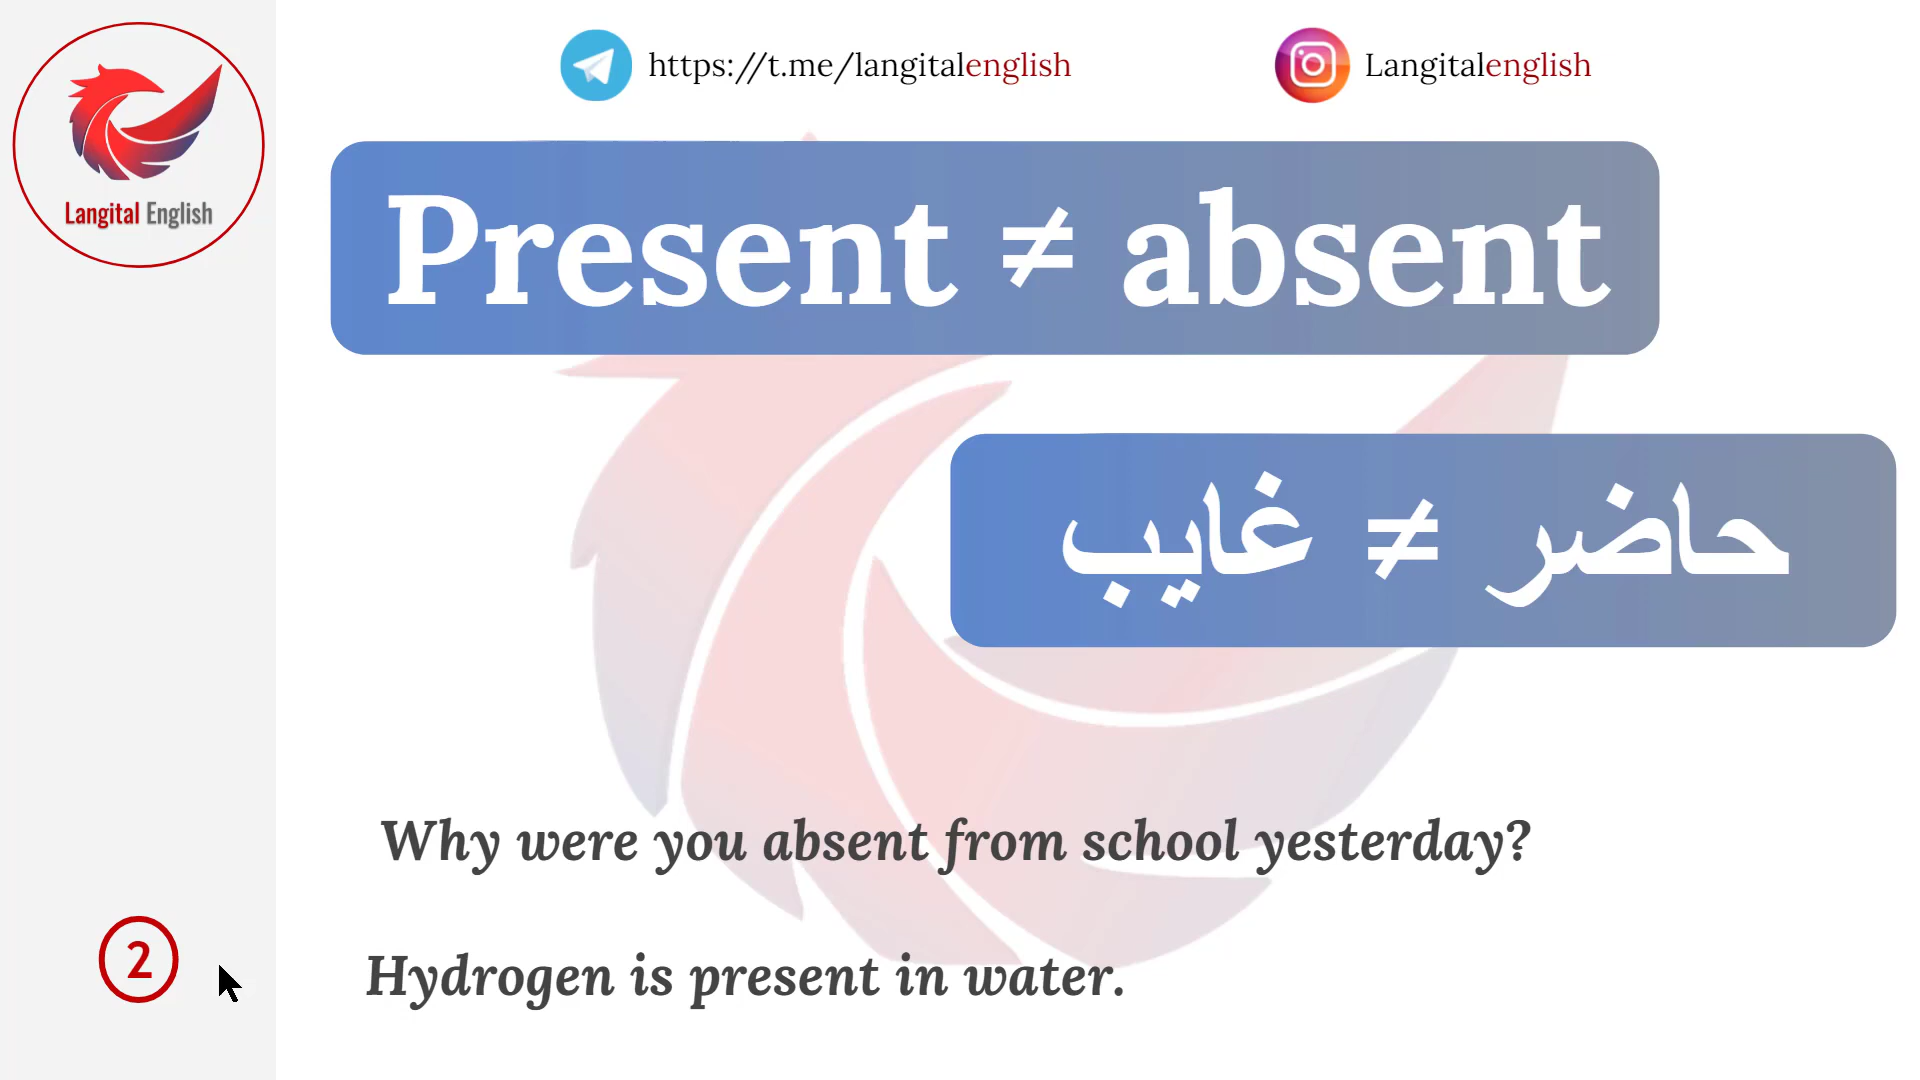 Langital English
https://t.me/langitalenglish
Langitalenglish
Present ≠ absent
حاضر ≠ غایب
Why were you absent from school yesterday?
Hydrogen is present in water.
2